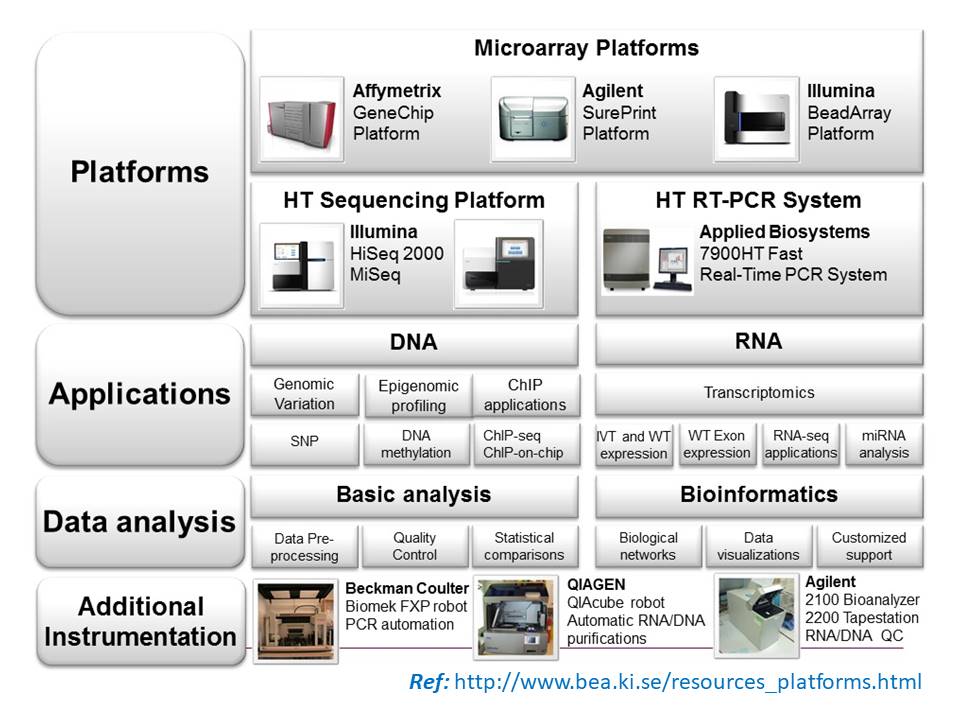 Platforms
Microarray Platforms
Affymetrix
GeneChip
Platform
Agilent
SurePrint
Platform
Illumina
BeadArray
Platform
HT Sequencing Platform
Illumina
HiSeq 2000
MiSeq
HT RT-PCR System
Applied Biosystems
7900HT Fast
Real-Time PCR System
Applications
DNA
RNA
Genomic
Variation
Epigenomic
profiling
ChIP
applications
Transcriptomics
SNP
DNA
methylation
ChIP-seq
ChIP-on-chip
IVT and WT
expression
WT Exon
expression
RNA-seq
applications
miRNA
analysis
Data analysis
Basic analysis
Bioinformatics
Data Pre-
processing
Quality
Control
Statistical
comparisons
Biological
networks
Data
visualizations
Customized
support
Additional
Instrumentation
Beckman Coulter
Biomek FXP robot
PCR automation
QIAGEN
QIAcube robot
Automatic RNA/DNA
purifications
Agilent
2100 Bioanalyzer
2200 Tapestation
RNA/DNA QC
Ref: http://www.bea.ki.se/resources_platforms.html